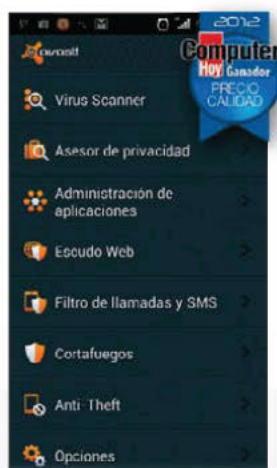 2012
avast!
Computer
Hoy Ganador
PRECIO
CALIDAD
Virus Scanner
Asesor de privacidad
Administración de
aplicaciones
Escudo Web
Filtro de llamadas y SMS
Cortafuegos
Anti-Theft
Opciones